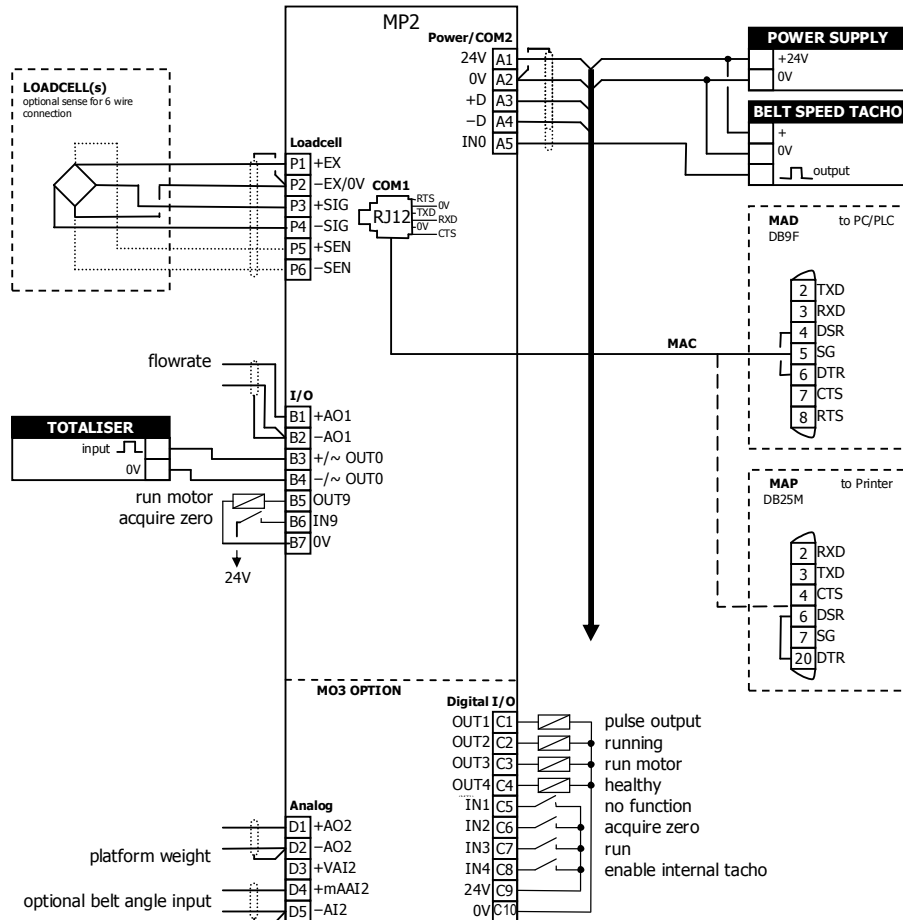 MP2
Power/COM2
24V A1
0V A2
+D A3
−D A4
IN0 A5
POWER SUPPLY
+24V
0V
BELT SPEED TACHO
+
0V
output
LOADCELL(s)
optional sense for 6 wire
connection
Loadcell
P1 +EX
P2 −EX/0V
P3 +SIG
P4 −SIG
P5 +SEN
P6 −SEN
COM1
RJ12
RTS
0V
TXD
RXD
0V
CTS
MAC
MAD to PC/PLC
DB9F
2 TXD
3 RXD
4 DSR
5 SG
6 DTR
7 CTS
8 RTS
flowrate
I/O
B1 +AO1
B2 −AO1
B3 +/~ OUT0
B4 −/~ OUT0
B5 OUT9
B6 IN9
B7 0V
TOTALISER
input
0V
run motor
acquire zero
24V
MAP to Printer
DB25M
2 RXD
3 TXD
4 CTS
6 DSR
7 SG
20 DTR
MO3 OPTION
Digital I/O
OUT1 C1 pulse output
OUT2 C2 running
OUT3 C3 run motor
OUT4 C4 healthy
IN1 C5 no function
IN2 C6 acquire zero
IN3 C7 run
IN4 C8 enable internal tacho
24V C9
0V C10
Analog
D1 +AO2
D2 −AO2
D3 +VAI2
D4 +mAAI2
D5 −AI2
platform weight
optional belt angle input